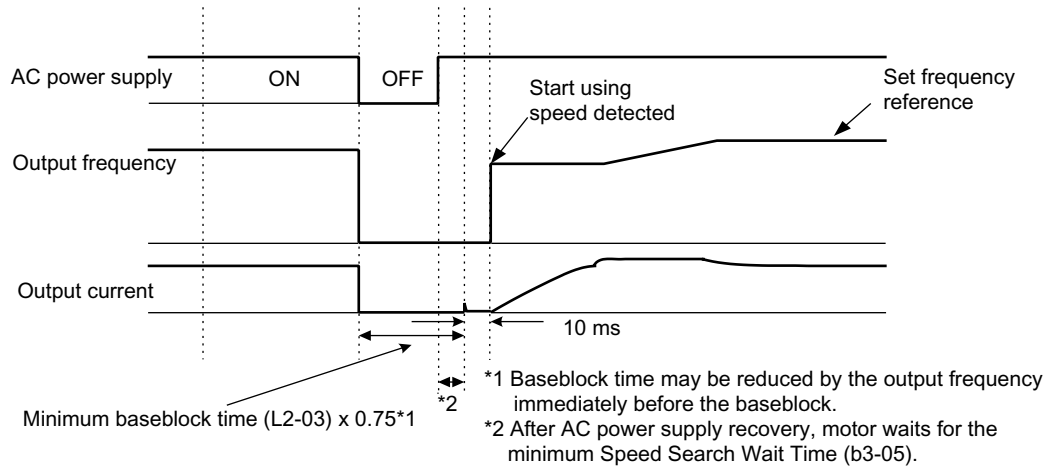 AC power supply
ON
OFF
Start using
speed detected
Set frequency
reference
Output frequency
Output current
10 ms
Minimum baseblock time (L2-03) x 0.75*1
*2
*1 Baseblock time may be reduced by the output frequency
immediately before the baseblock.
*2 After AC power supply recovery, motor waits for the
minimum Speed Search Wait Time (b3-05).